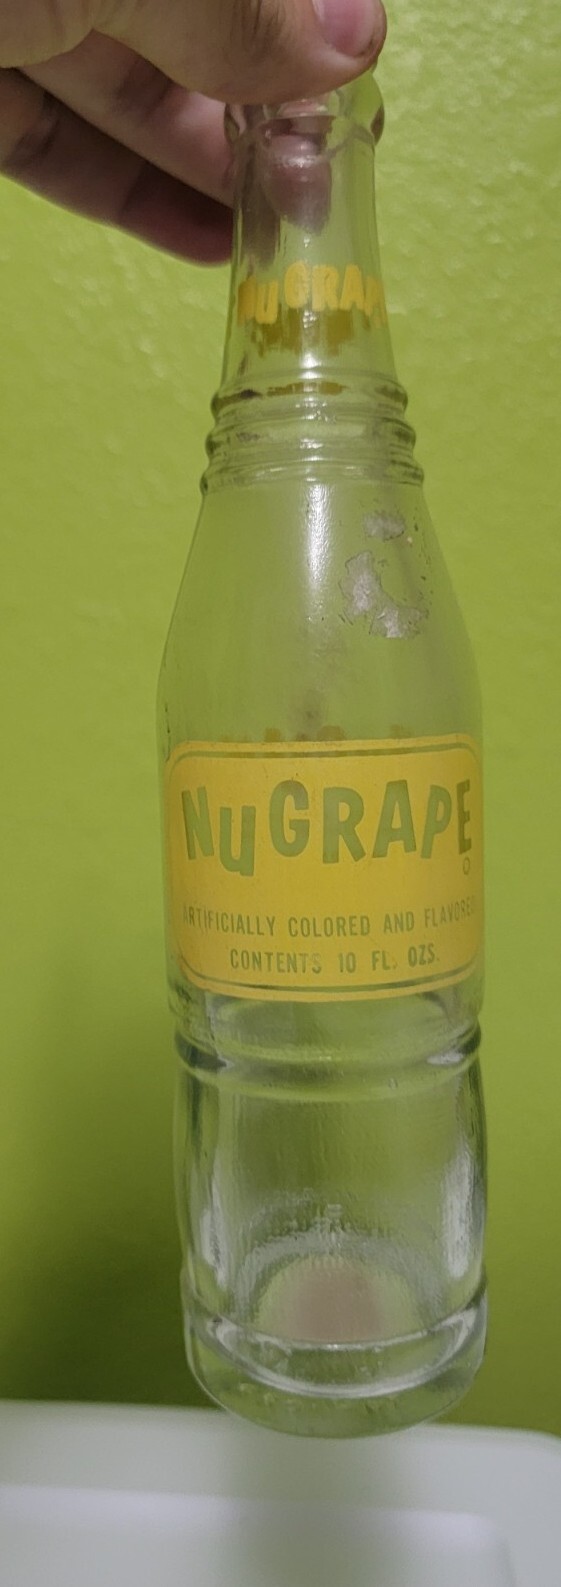 NUGRAPE
NUGRAPE
ARTIFICIALLY COLORED AND FLAVORED
CONTENTS 10 FL. OZS.